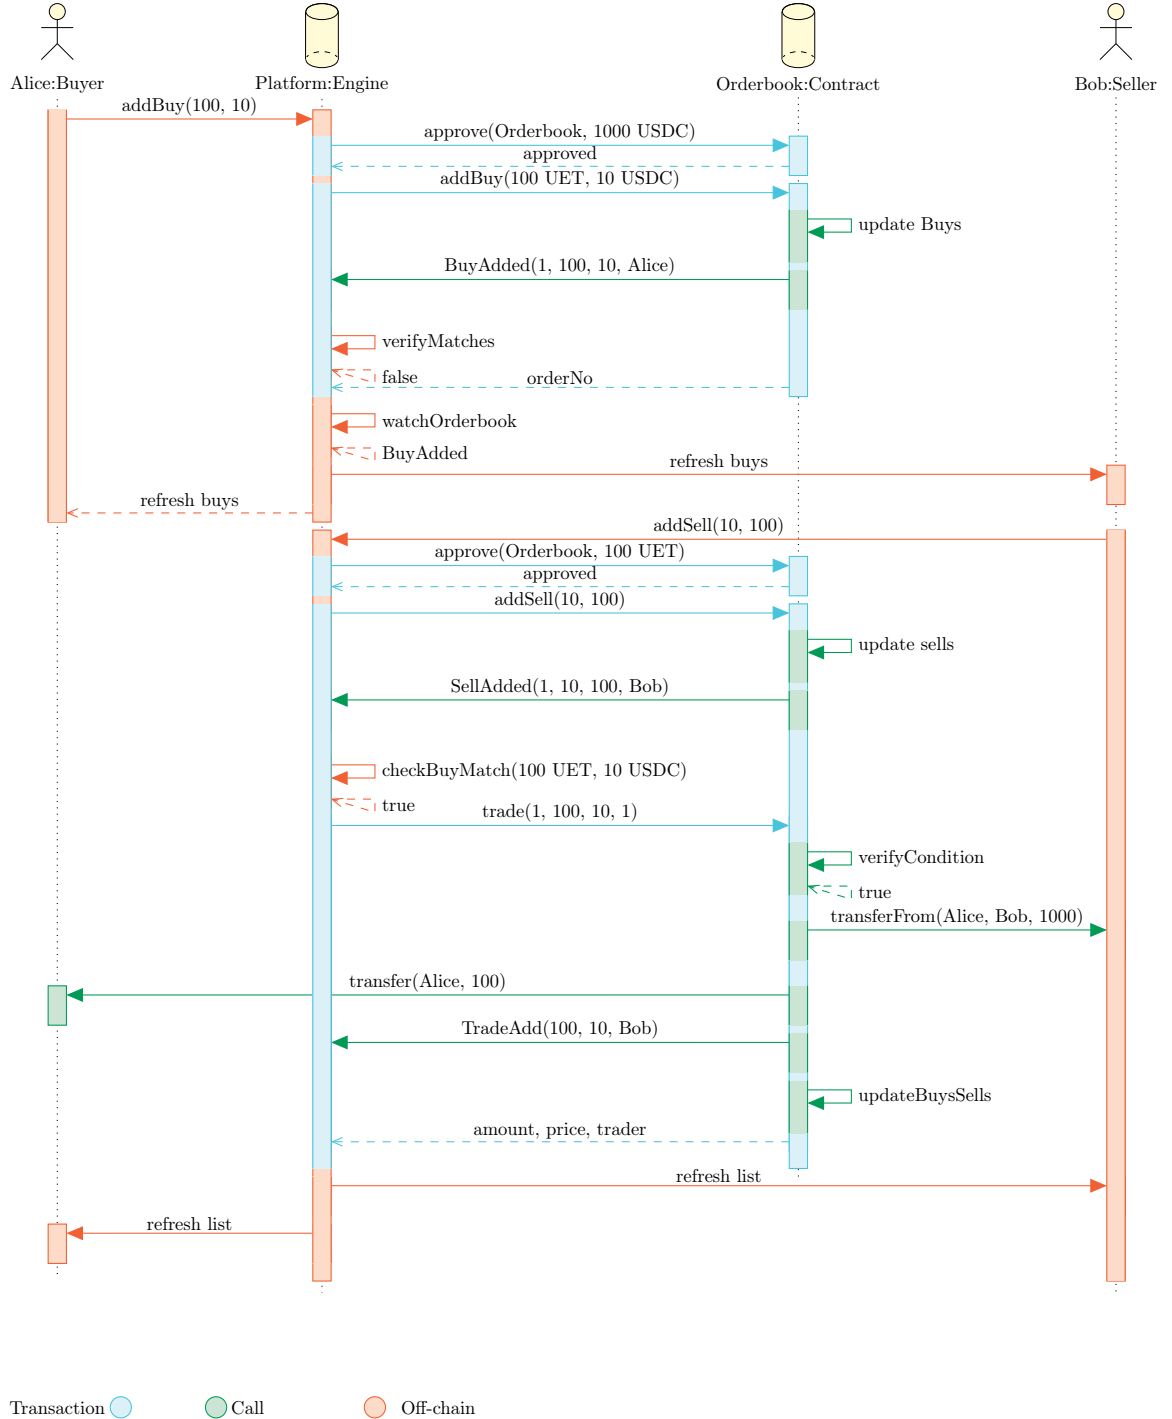 Alice:Buyer
Platform:Engine
Orderbook:Contract
Bob:Seller
addBuy(100, 10)
approve(Orderbook, 1000 USDC)
approved
addBuy(100 UET, 10 USDC)
update Buys
BuyAdded(1, 100, 10, Alice)
verifyMatches
false
orderNo
watchOrderbook
BuyAdded
refresh buys
refresh buys
addSell(10, 100)
approve(Orderbook, 100 UET)
approved
addSell(10, 100)
update sells
SellAdded(1, 10, 100, Bob)
checkBuyMatch(100 UET, 10 USDC)
true
trade(1, 100, 10, 1)
verifyCondition
true
transferFrom(Alice, Bob, 1000)
transfer(Alice, 100)
TradeAdd(100, 10, Bob)
updateBuysSells
amount, price, trader
refresh list
refresh list
Transaction
Call
Off-chain